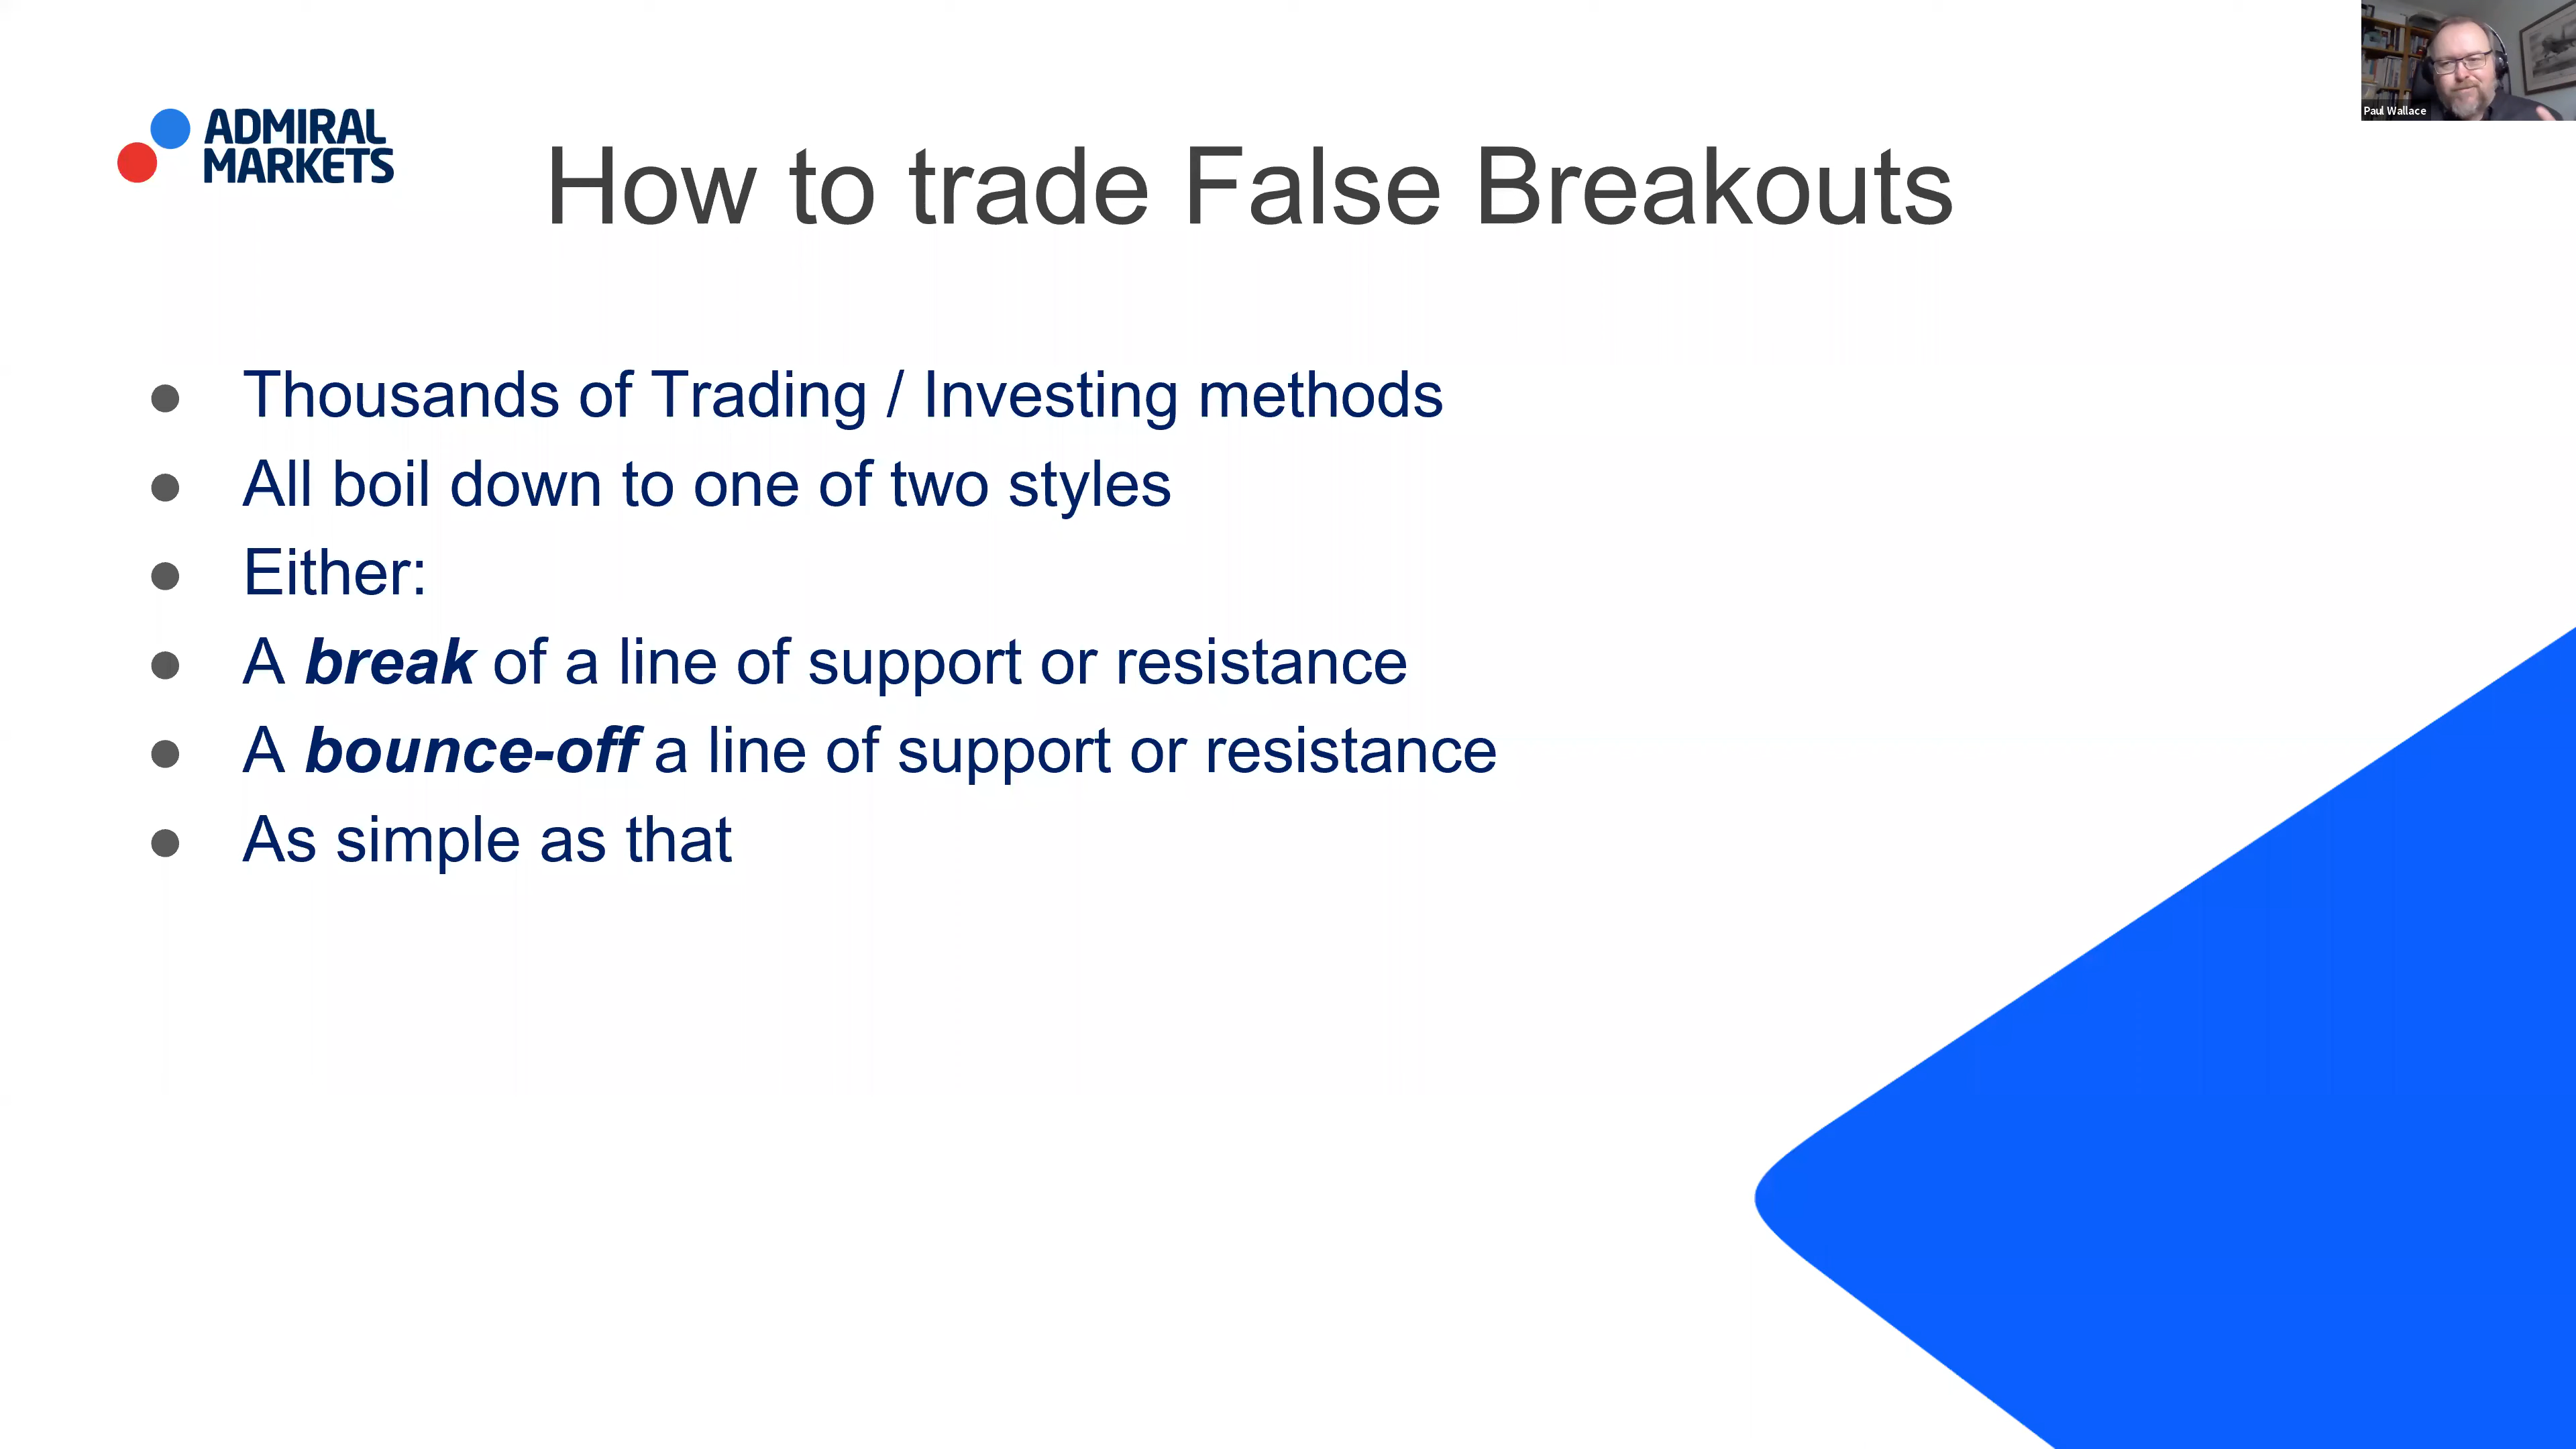 Paul Wallace
ADMIRAL
MARKETS
How to trade False Breakouts
● Thousands of Trading / Investing methods
● All boil down to one of two styles
● Either:
● A break of a line of support or resistance
● A bounce-off a line of support or resistance
● As simple as that